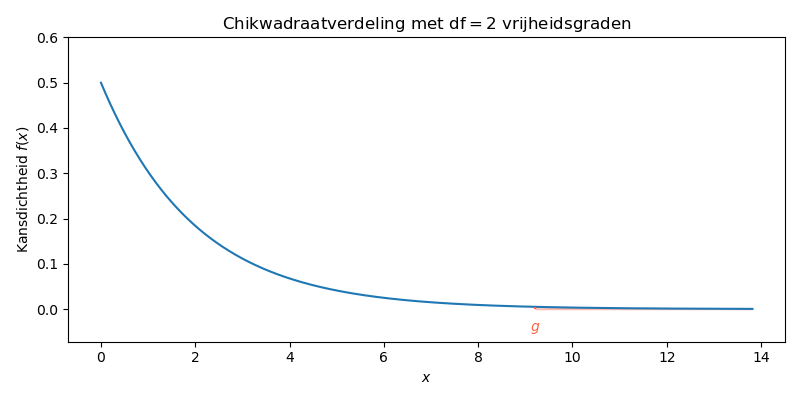 Chikwadraatverdeling met df = 2 vrijheidsgraden
Kansdichtheid f(x)
0.6
0.5
0.4
0.3
0.2
0.1
0.0
g
0 2 4 6 8 10 12 14
x